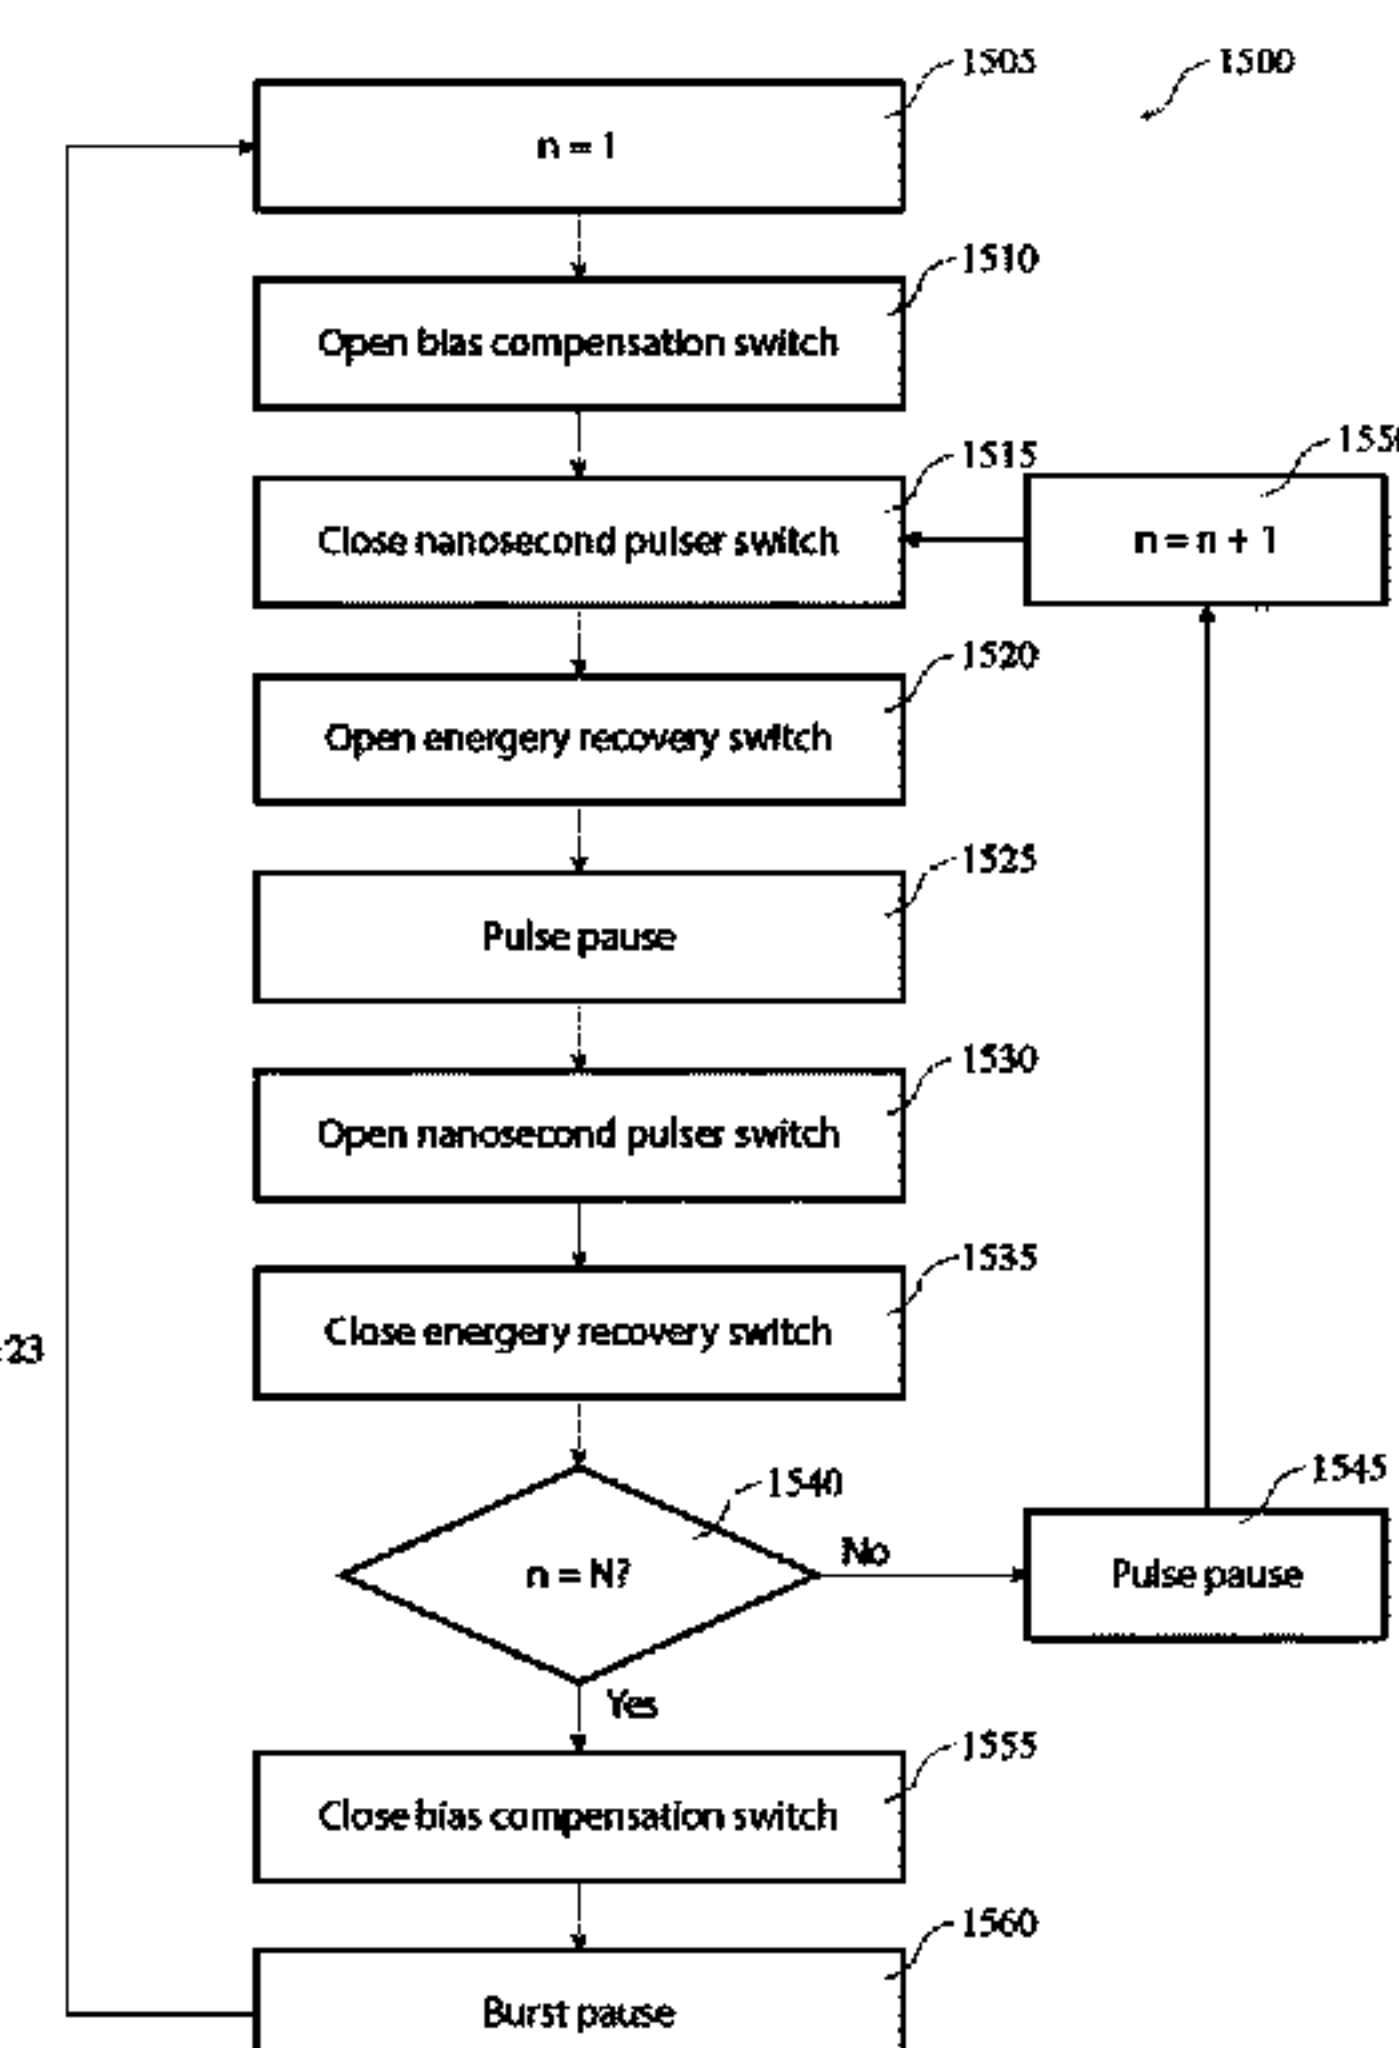 1505
1500
n = 1
1510
Open bias compensation switch
1515
Close nanosecond pulser switch
n = n + 1
1520
Open energery recovery switch
1525
Pulse pause
1530
Open nanosecond pulser switch
1535
Close energery recovery switch
23
1540
n = N?
No
1545
Pulse pause
Yes
1555
Close bias compensation switch
1560
Burst pause